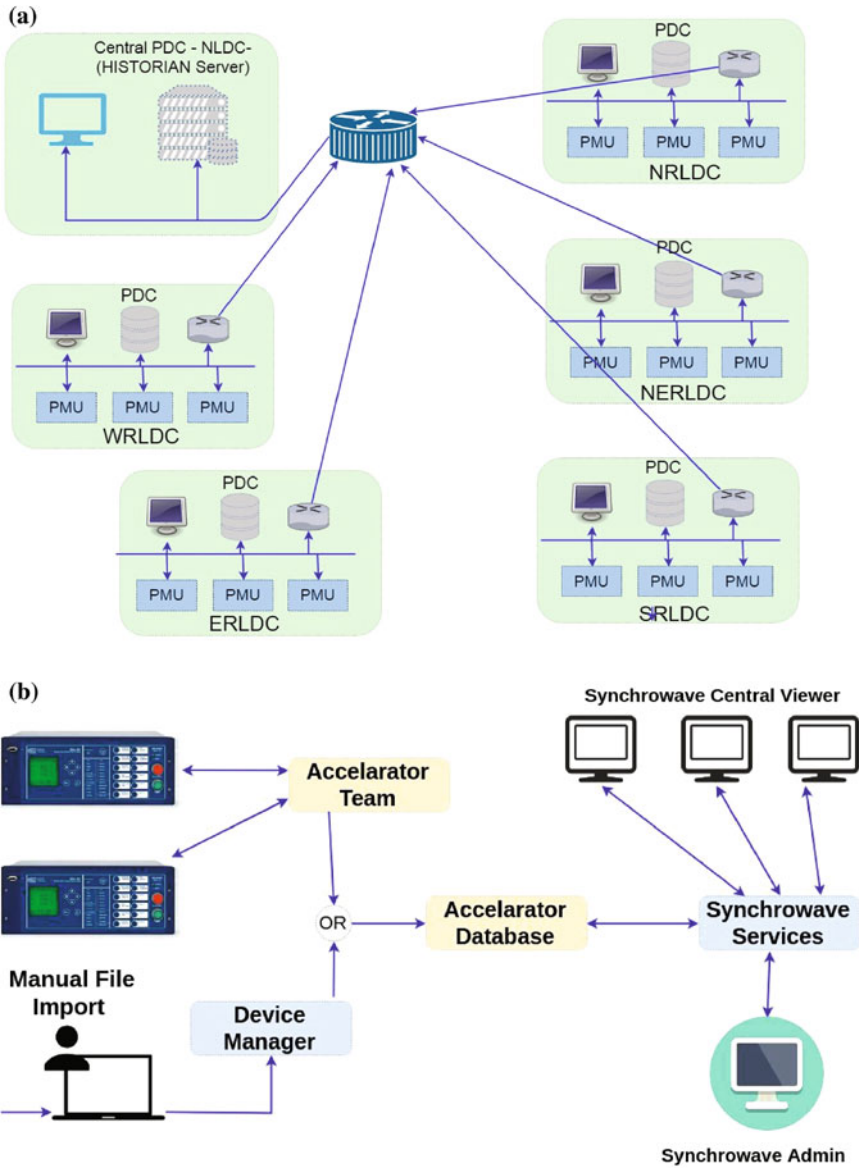 (a)
Central PDC - NLDC-
(HISTORIAN Server)
PDC
PMU PMU PMU
NRLDC
PDC
PMU PMU PMU
NERLDC
PDC
PMU PMU PMU
WRLDC
PDC
PMU PMU PMU
ERLDC
PDC
PMU PMU PMU
SRLDC
(b)
Synchrowave Central Viewer
Accelarator
Team
OR
Accelarator
Database
Synchrowave
Services
Manual File
Import
Device
Manager
Synchrowave Admin